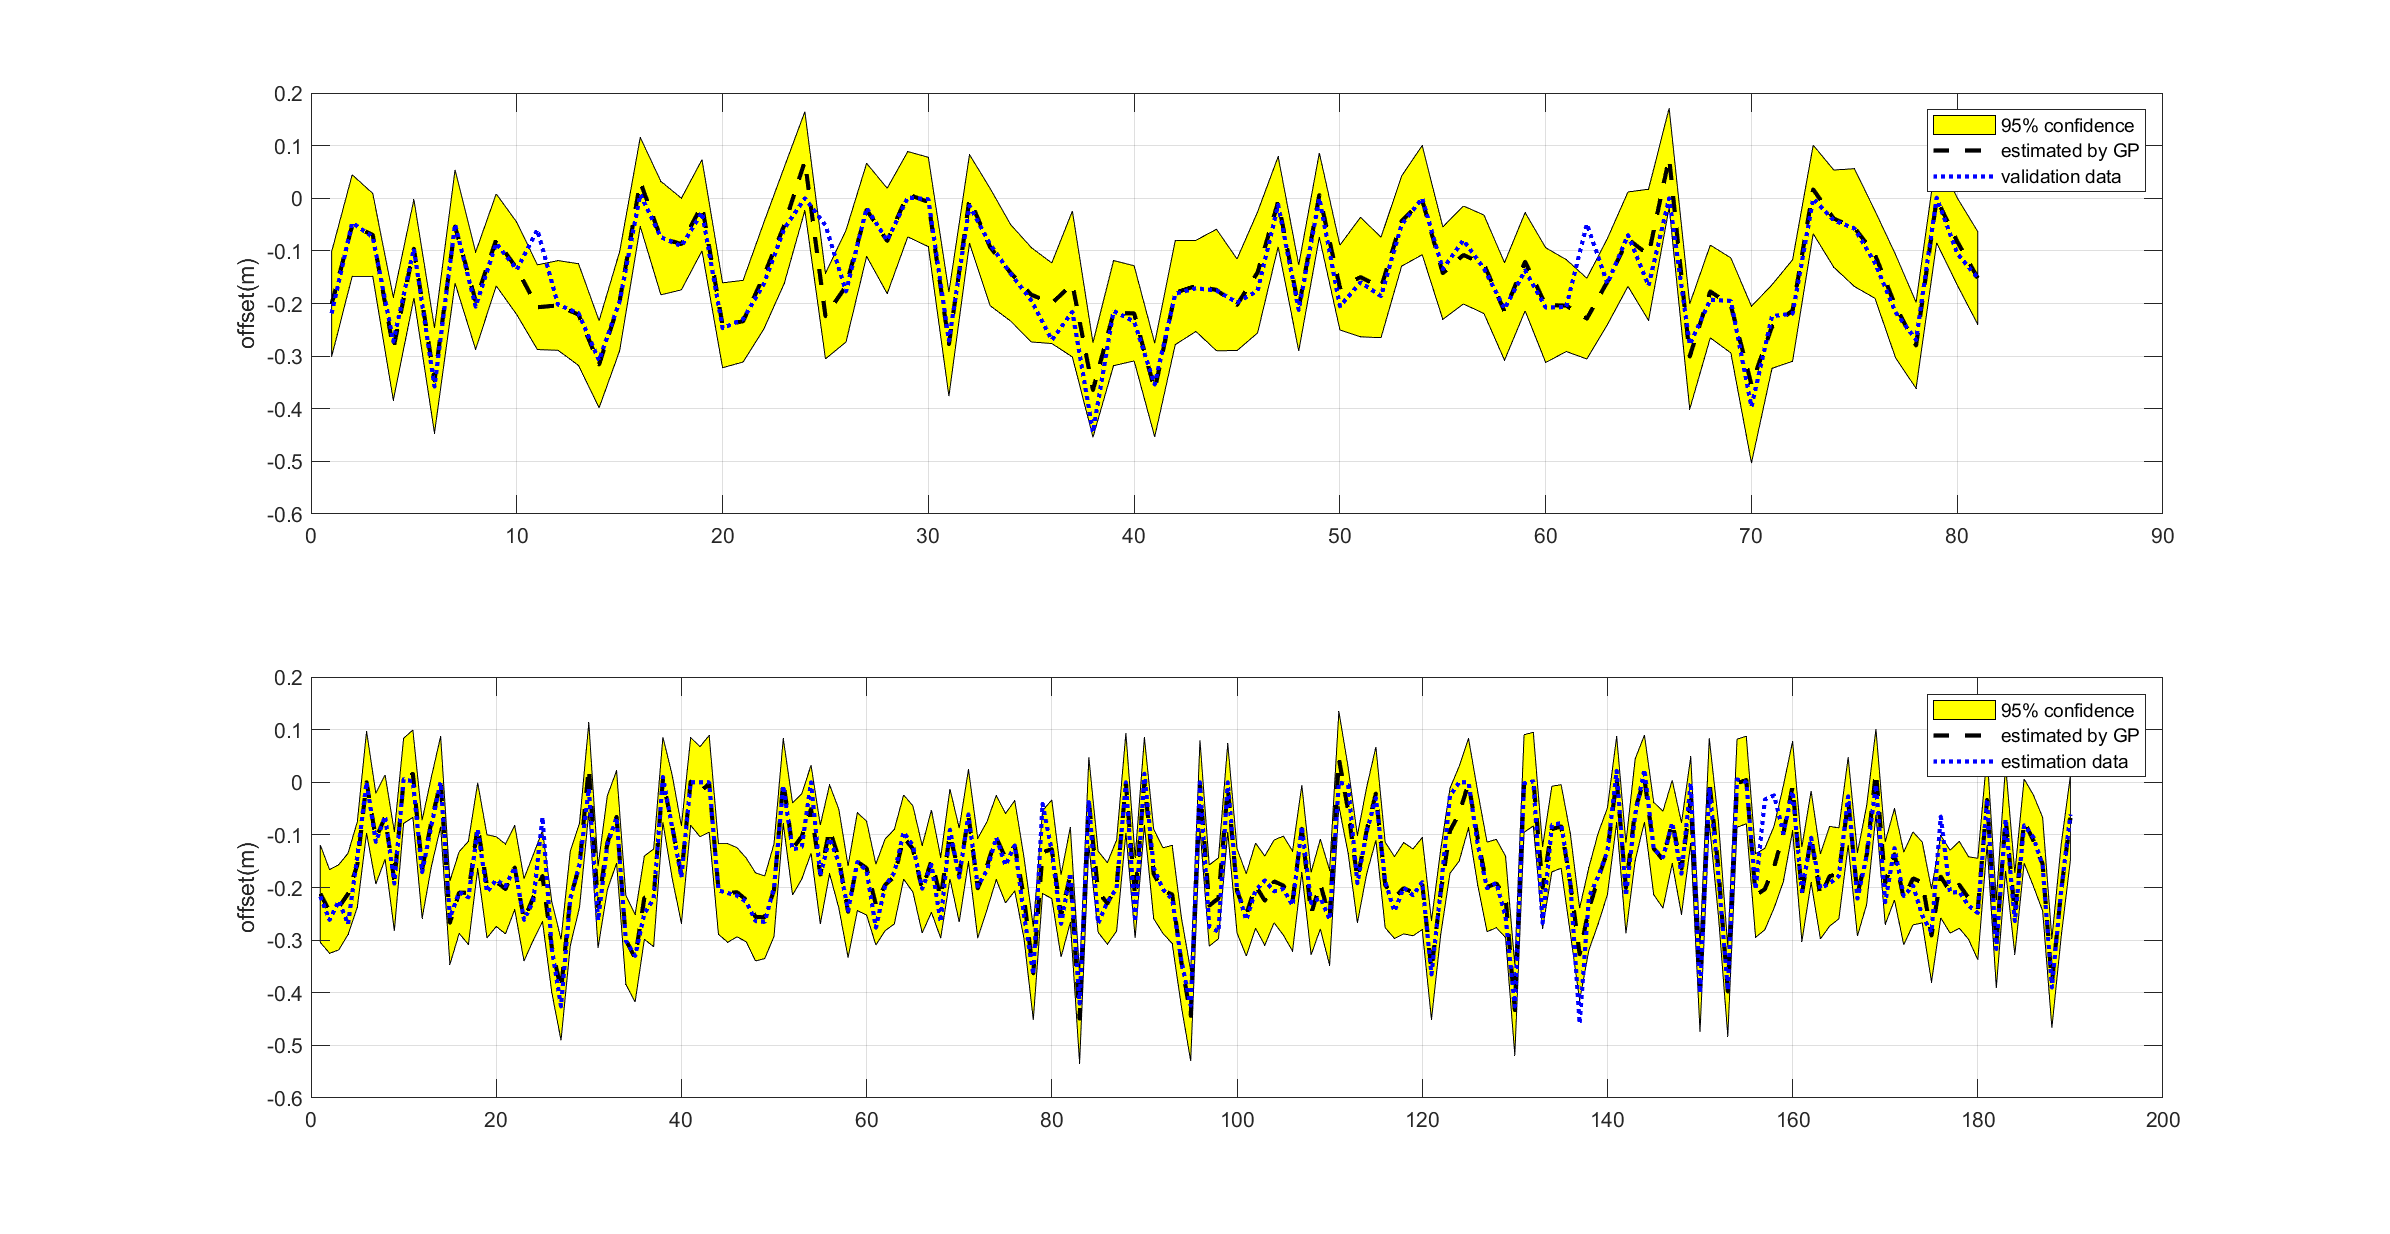 0.2
0.1
0
-0.1
-0.2
-0.3
-0.4
-0.5
-0.6
offset(m)
95% confidence
estimated by GP
validation data
0 10 20 30 40 50 60 70 80 90
0.2
0.1
0
-0.1
-0.2
-0.3
-0.4
-0.5
-0.6
offset(m)
95% confidence
estimated by GP
estimation data
0 20 40 60 80 100 120 140 160 180 200